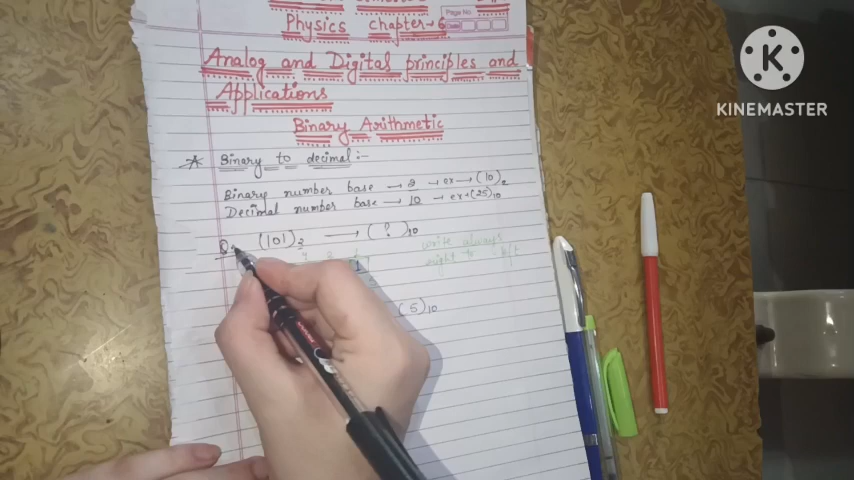 Page No.
Date
Physics chapter-6
Analog and Digital principles and
Applications
Binary Arithmetic
Binary to decimal:-
Binary number base → 2 → ex → (10)2
Decimal number base → 10 → ex → (25)10
Q. (101)2 → (?)10
write always
right to left
(5)10
K
KINEMASTER